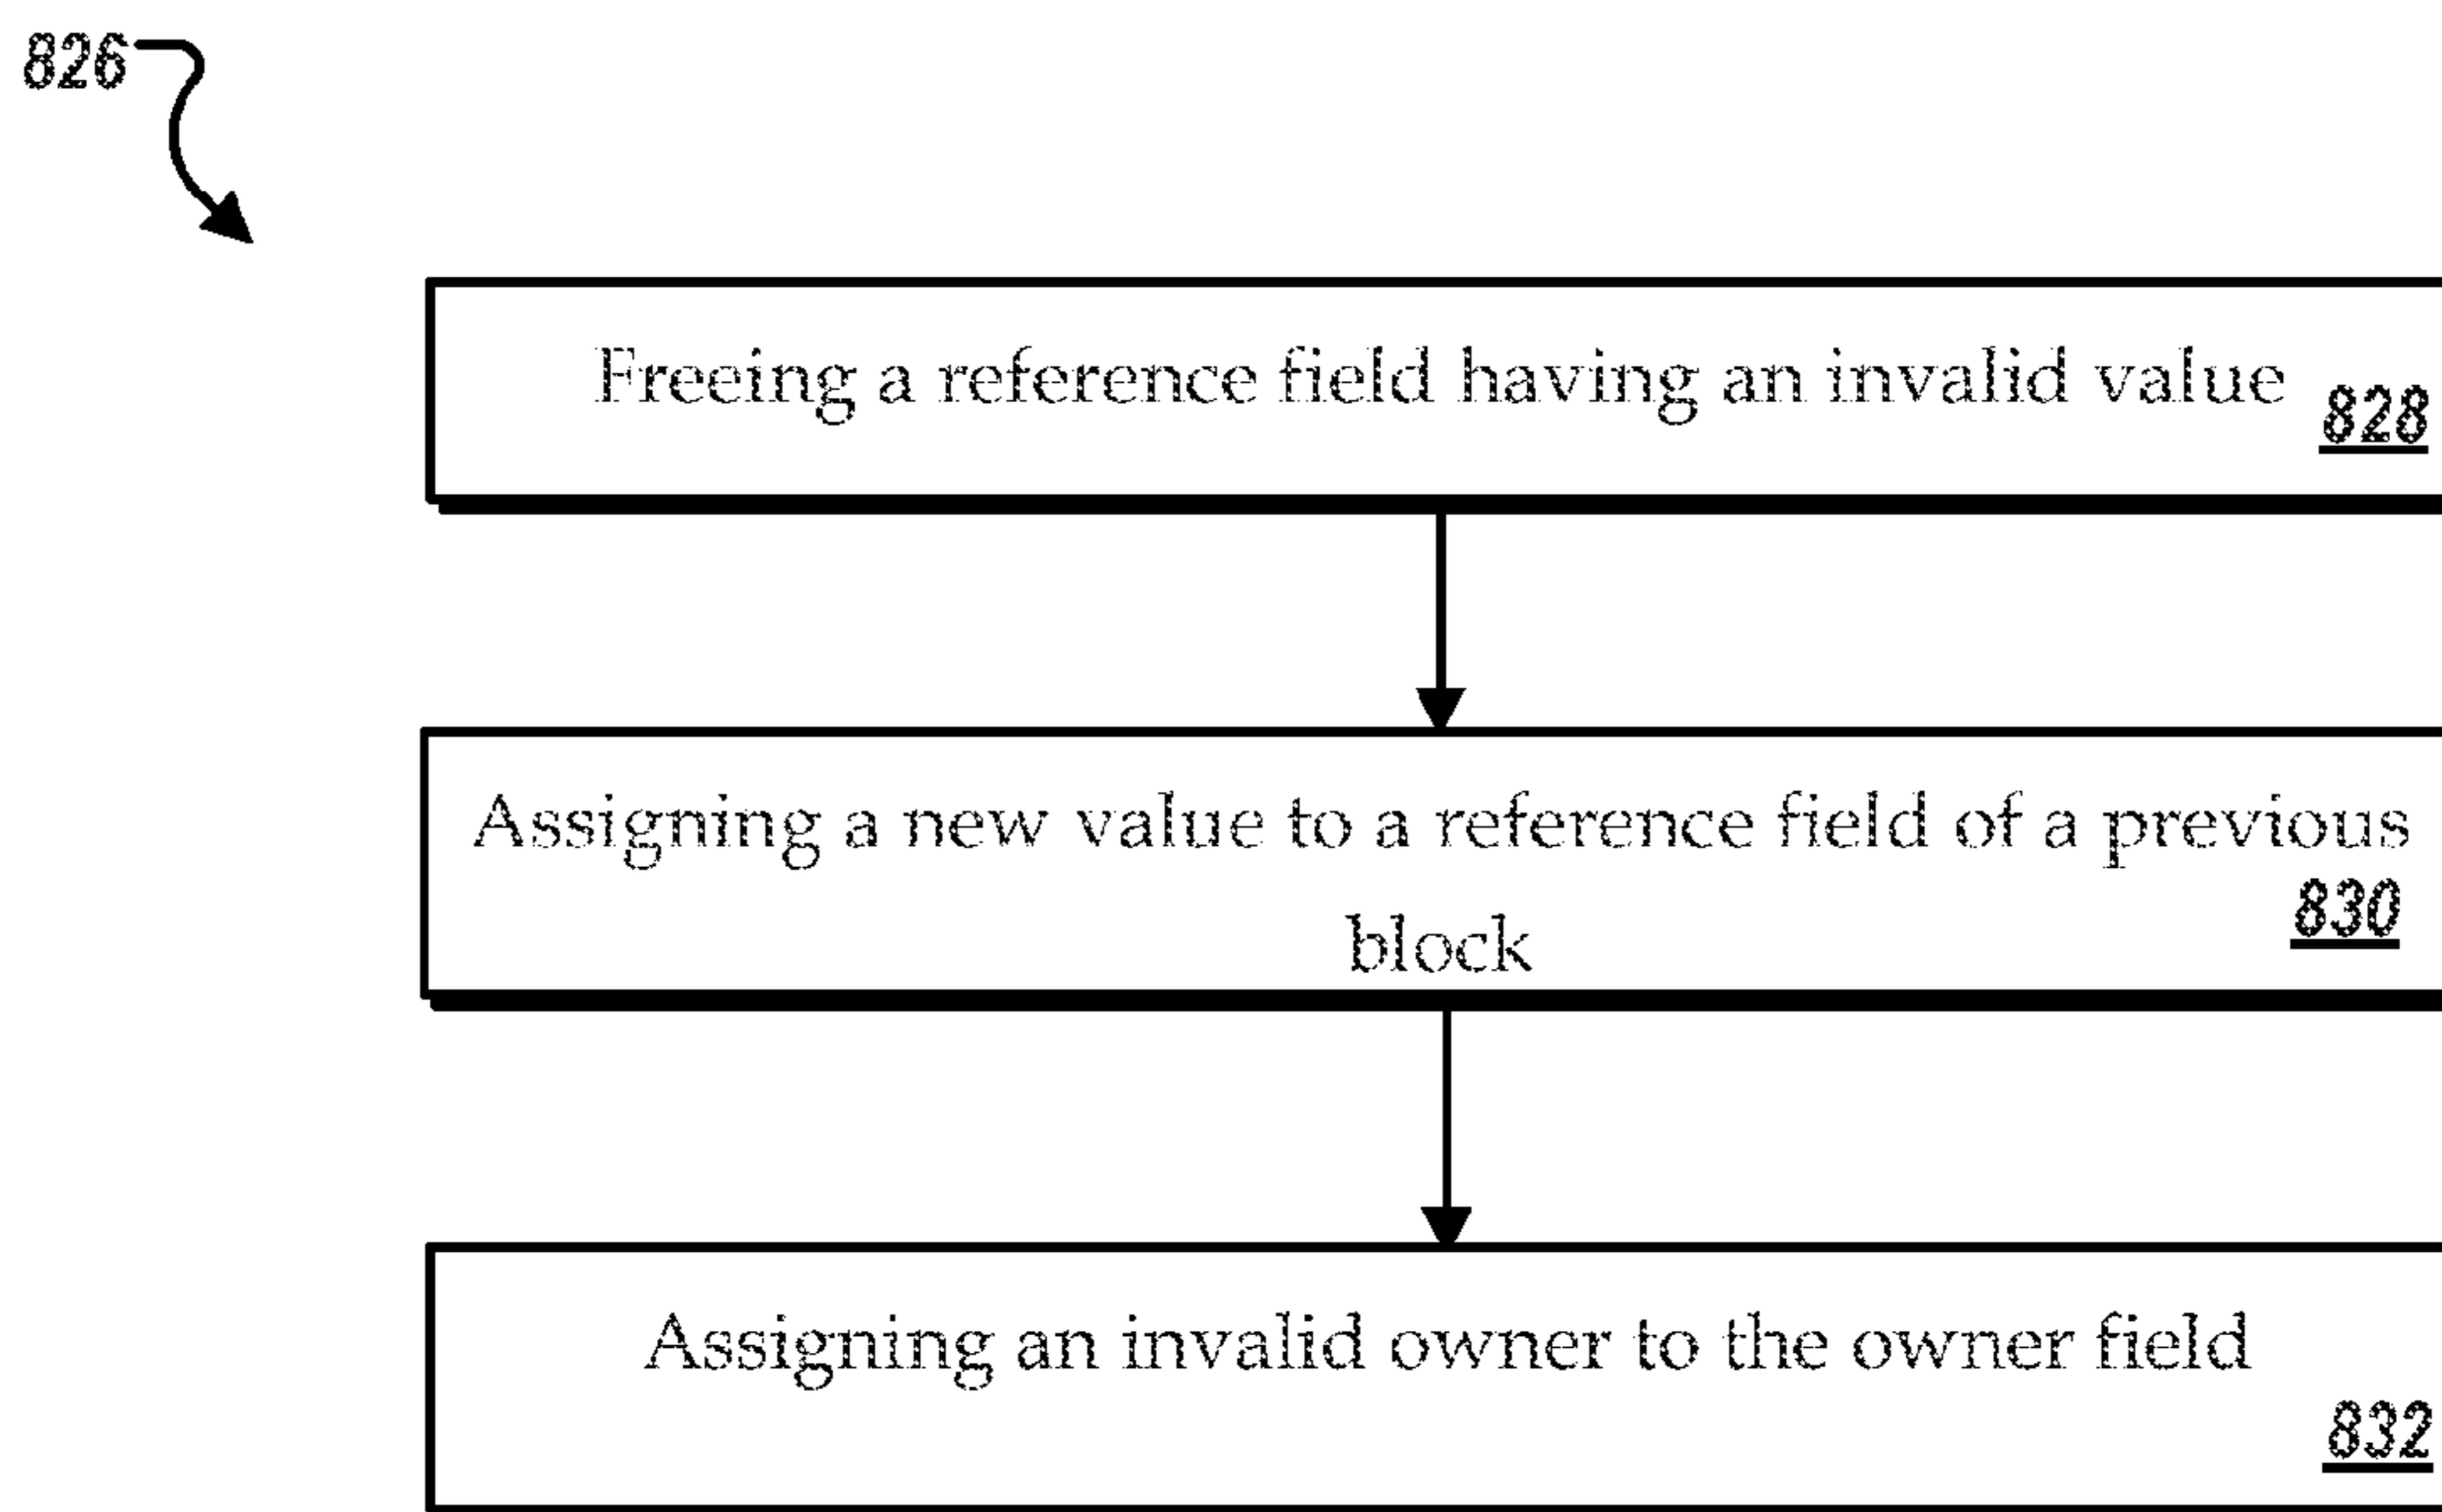 826
Freeing a reference field having an invalid value
828
Assigning a new value to a reference field of a previous
830
block
Assigning an invalid owner to the owner field
832